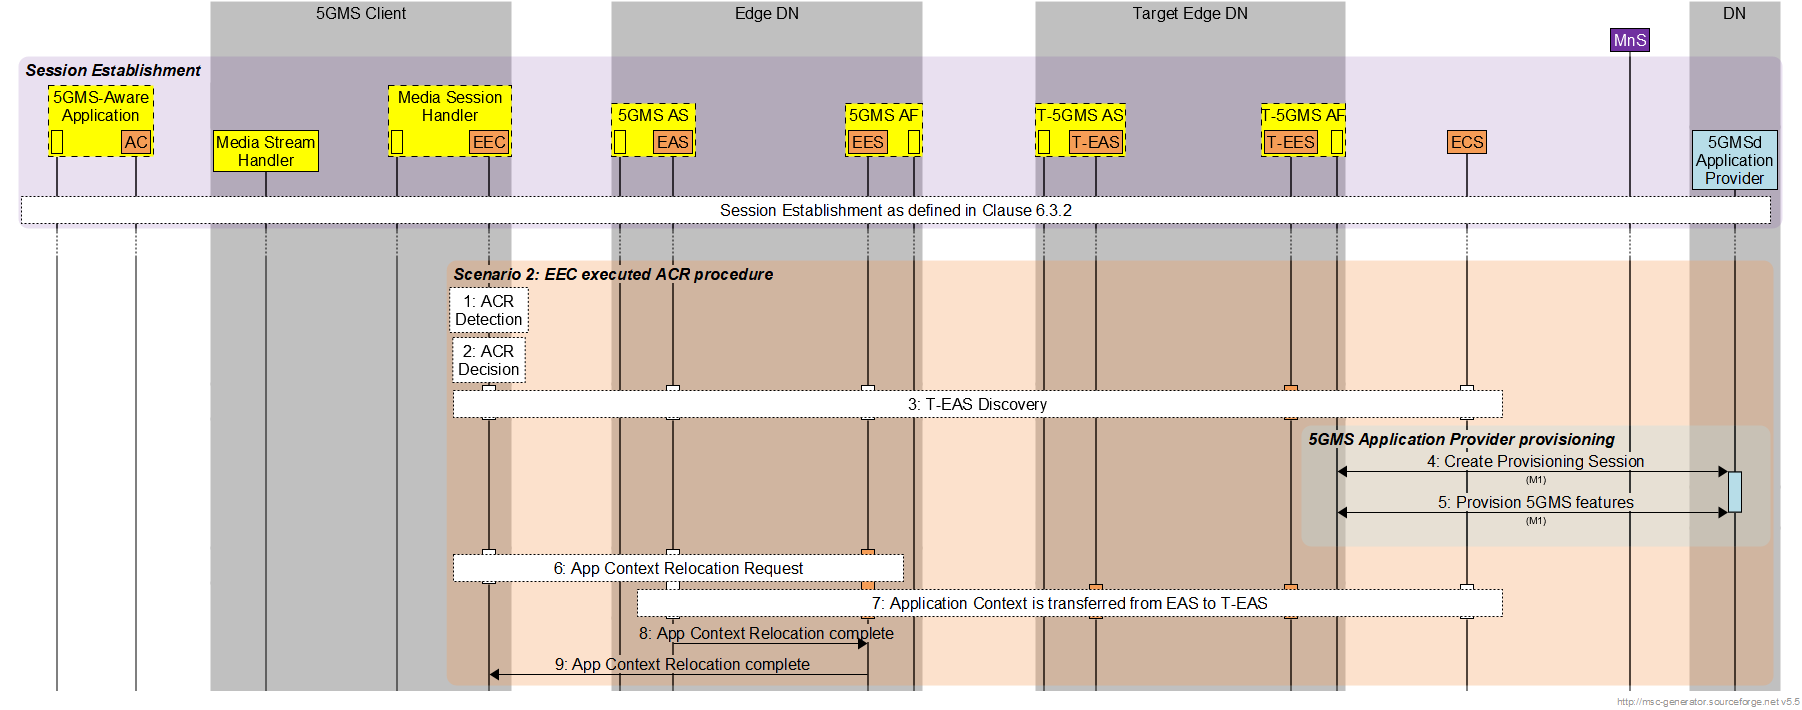 5GMS Client
Edge DN
Target Edge DN
DN
MnS
Session Establishment
5GMS-Aware
Application
AC
Media Stream
Handler
Media Session
Handler
EEC
5GMS AS
EAS
5GMS AF
EES
T-5GMS AS
T-EAS
T-5GMS AF
T-EES
ECS
5GMSd
Application
Provider
Session Establishment as defined in Clause 6.3.2
Scenario 2: EEC executed ACR procedure
1: ACR
Detection
2: ACR
Decision
3: T-EAS Discovery
5GMS Application Provider provisioning
4: Create Provisioning Session
(M1)
5: Provision 5GMS features
(M1)
6: App Context Relocation Request
7: Application Context is transferred from EAS to T-EAS
8: App Context Relocation complete
9: App Context Relocation complete
http://msc-generator.sourceforge.net v5.5